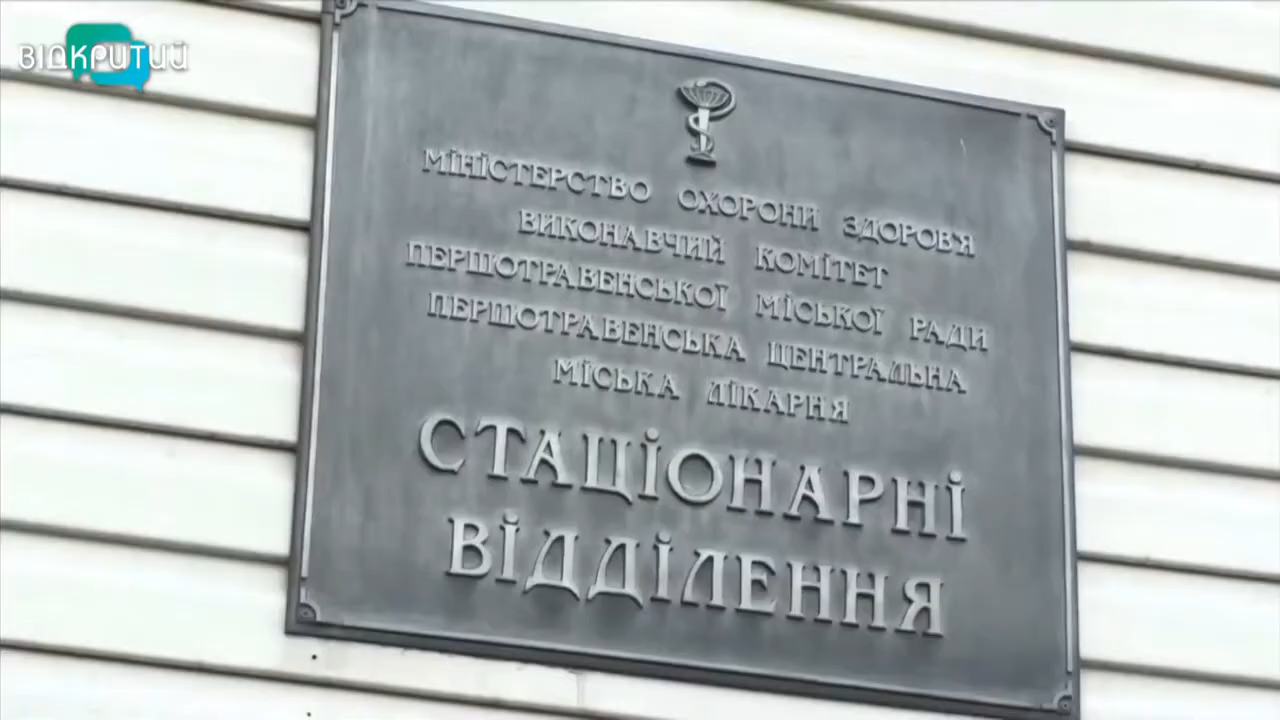 ВІДКРИТИЙ
МІНІСТЕРСТВО ОХОРОНИ ЗДОРОВ'Я
ВИКОНАВЧИЙ КОМІТЕТ
ПЕРШОТРАВЕНСЬКОЇ МІСЬКОЇ РАДИ
ПЕРШОТРАВЕНСЬКА ЦЕНТРАЛЬНА
МІСЬКА ЛІКАРНЯ
СТАЦІОНАРНІ
ВІДДІЛЕННЯ